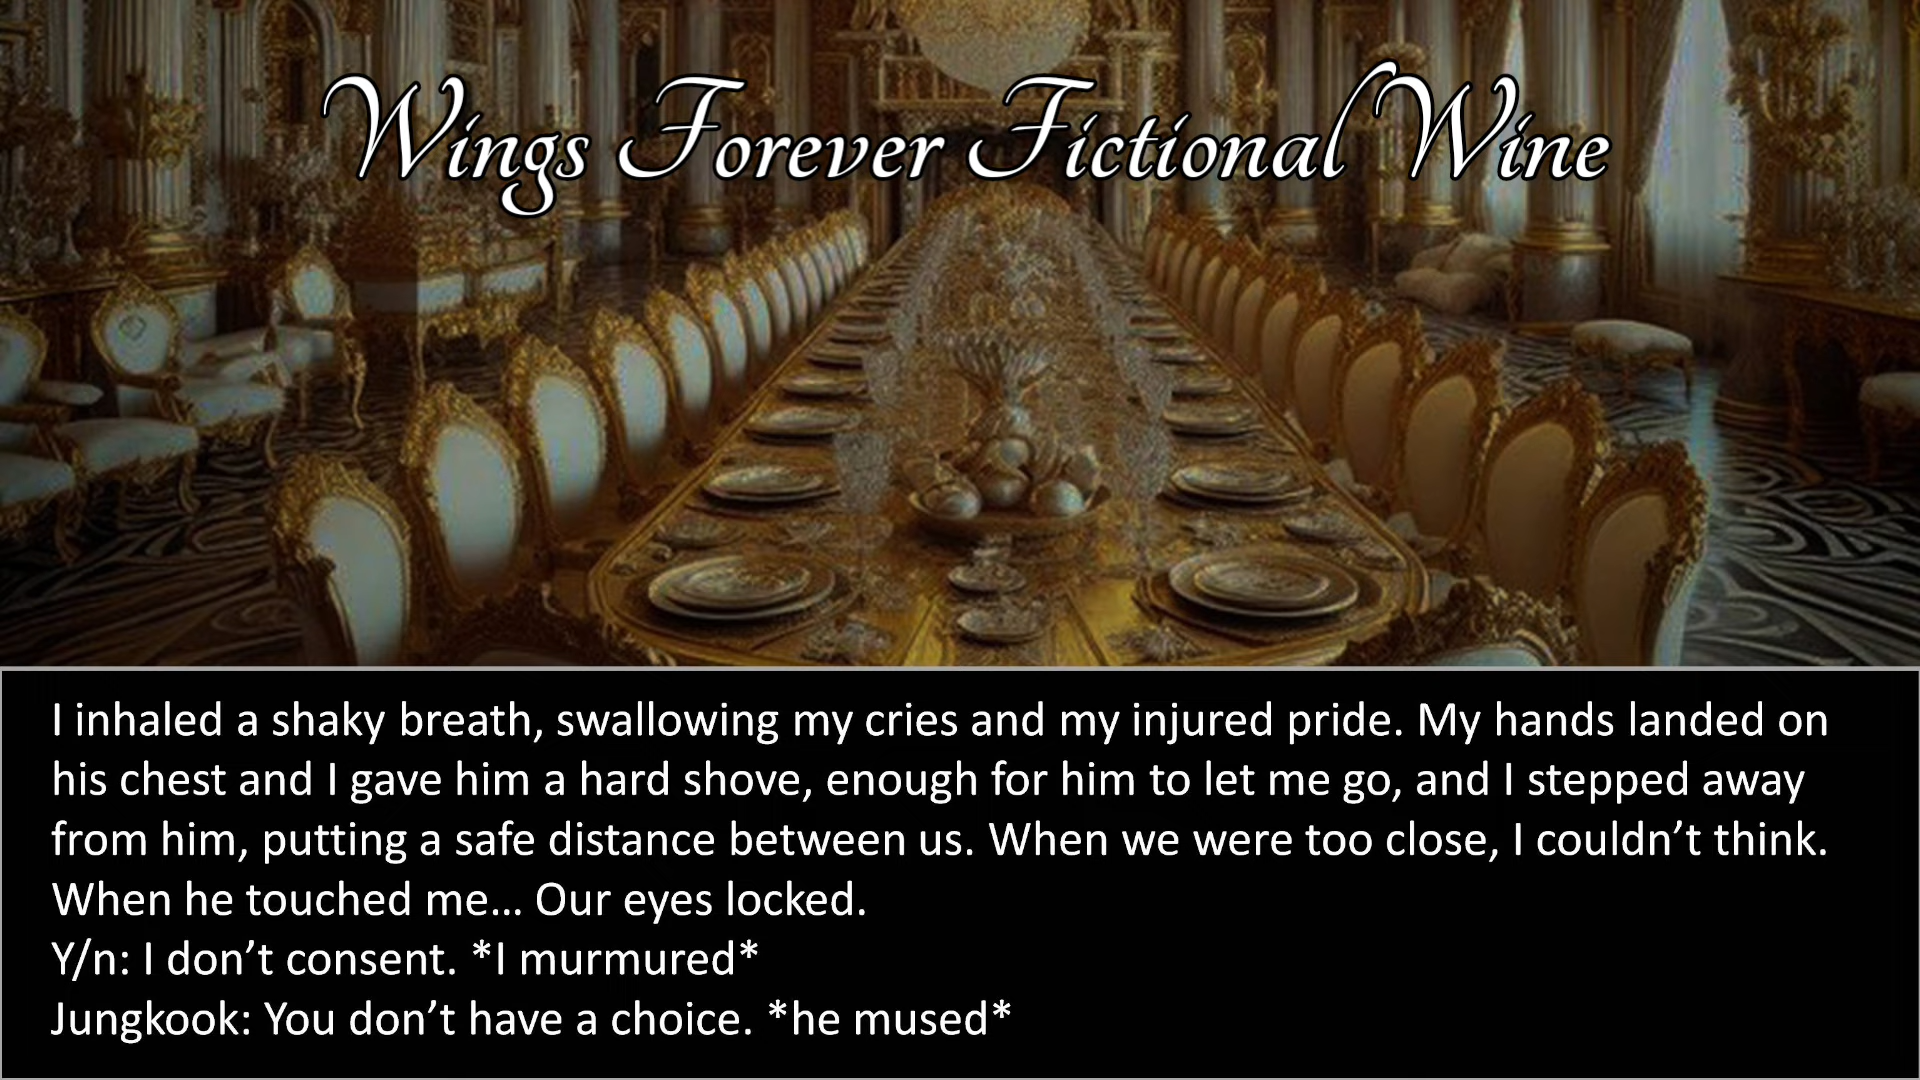 Wings Forever Fictional Wine
I inhaled a shaky breath, swallowing my cries and my injured pride. My hands landed on
his chest and I gave him a hard shove, enough for him to let me go, and I stepped away
from him, putting a safe distance between us. When we were too close, I couldn’t think.
When he touched me… Our eyes locked.
Y/n: I don’t consent. *I murmured*
Jungkook: You don’t have a choice. *he mused*